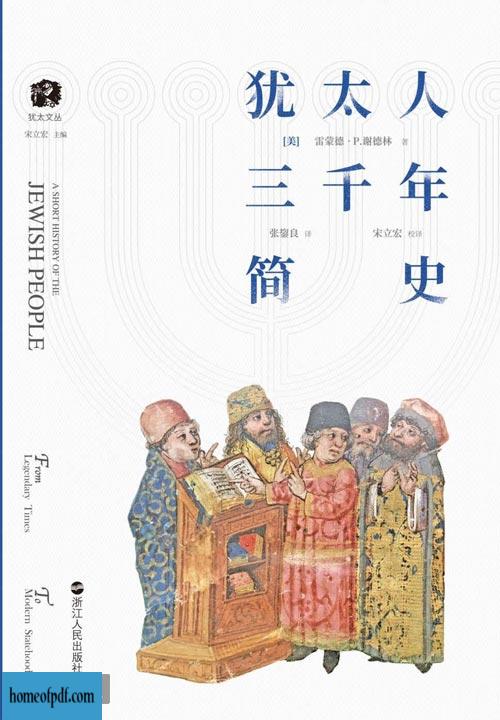 犹太人
[美] 雷蒙德·P.谢德林 著
三千年
张鋆良 译 宋立宏 校译
简史
犹太文丛
宋立宏 主编
A SHORT HISTORY OF THE
JEWISH PEOPLE
From
Legendary Times
To
Modern Statehood
浙江人民出版社
homeofpdf.com